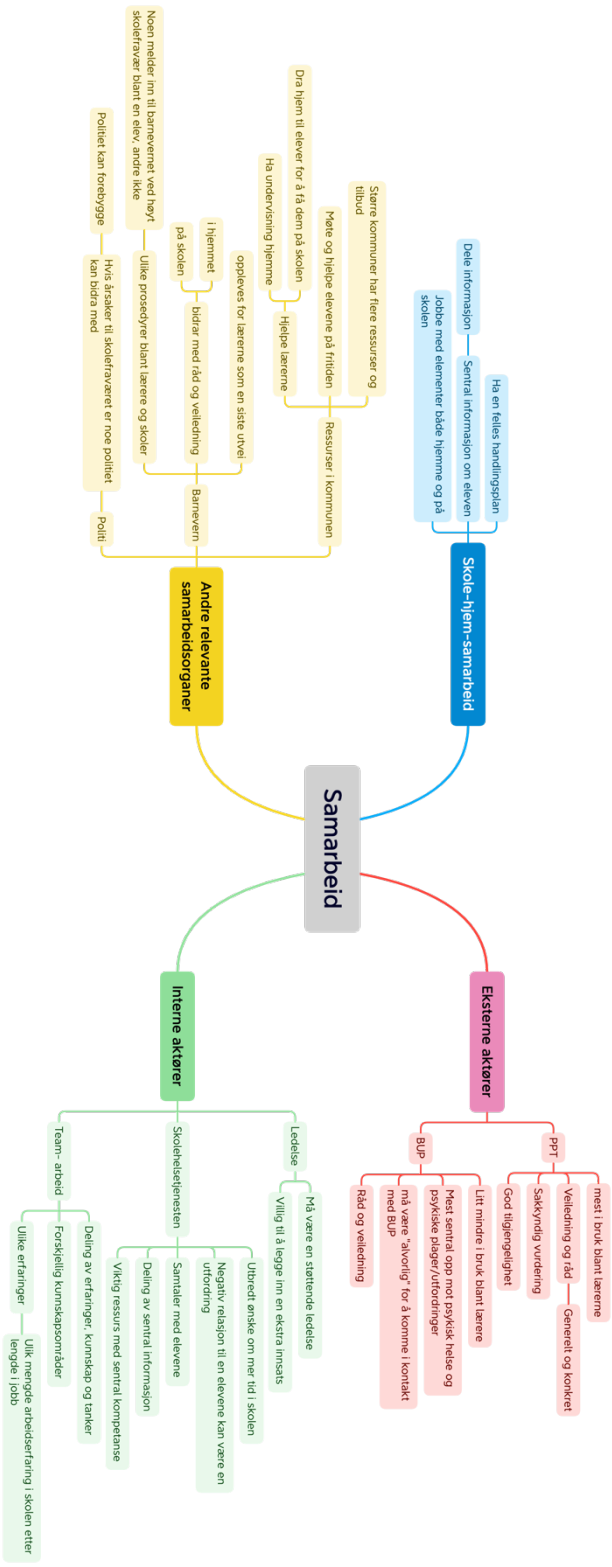 Samarbeid
Skole-hjem-samarbeid
Ha en felles handlingsplan
Sentral informasjon om eleven
Dele informasjon
Jobbe med elementer både hjemme og på
skolen
Andre relevante
samarbeidsorganer
Ressurser i kommunen
Større kommuner har flere ressurser og
tilbud
Møte og hjelpe elevene på fritiden
Hjelpe lærerne
Dra hjem til elever for å få dem på skolen
Ha undervisning hjemme
Barnevern
oppleves for lærerne som en siste utvei
bidrar med råd og veiledning
i hjemmet
på skolen
Ulike prosedyrer blant lærere og skoler
Noen melder inn til barnevernet ved høyt
skolefravær blant en elev, andre ikke
Politi
Hvis årsaker til skolefraværet er noe politiet
kan bidra med
Politiet kan forebygge
Eksterne aktører
PPT
mest i bruk blant lærerne
Veiledning og råd
Generelt og konkret
Sakkyndig vurdering
God tilgjengelighet
BUP
Litt mindre i bruk blant lærere
Mest sentral opp mot psykisk helse og
psykiske plager/utfordringer
må være "alvorlig" for å komme i kontakt
med BUP
Råd og veiledning
Interne aktører
Ledelse
Må være en støttende ledelse
Villig til å legge inn en ekstra innsats
Skolehelsetjenesten
Utbredt ønske om mer tid i skolen
Negativ relasjon til en elevene kan være en
utfordring
Samtaler med elevene
Deling av sentral informasjon
Viktig ressurs med sentral kompetanse
Team- arbeid
Deling av erfaringer, kunnskap og tanker
Forskjellig kunnskapsområder
Ulike erfaringer
Ulik mengde arbeidserfaring i skolen etter
lengde i jobb